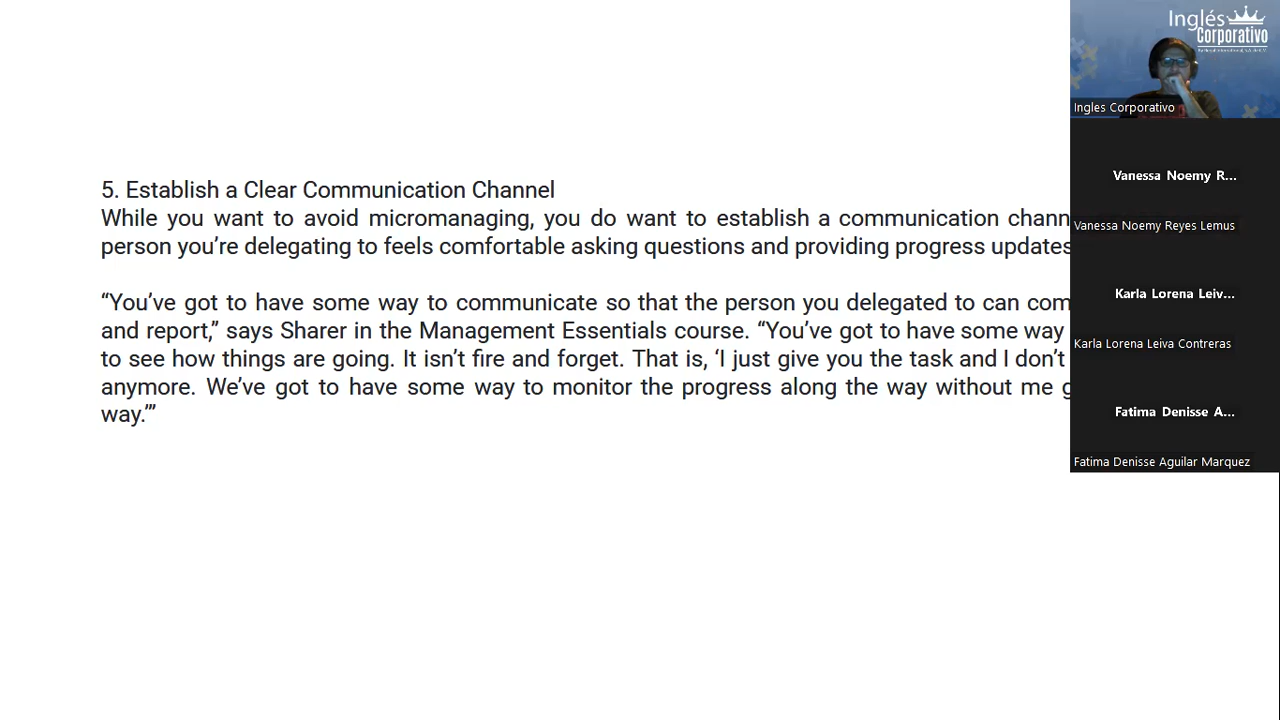 5. Establish a Clear Communication Channel
While you want to avoid micromanaging, you do want to establish a communication
person you’re delegating to feels comfortable asking questions and providing progress updates
“You’ve got to have some way to communicate so that the person you delegated to can
and report,” says Sharer in the Management Essentials course. “You’ve got to have some way
to see how things are going. It isn’t fire and forget. That is, ‘I just give you the task and I don’t
anymore. We’ve got to have some way to monitor the progress along the way without me
way.’”
Inglés
Corporativo
Ingles Corporativo
Vanessa Noemy R...
Vanessa Noemy Reyes Lemus
Karla Lorena Leiv...
Karla Lorena Leiva Contreras
Fatima Denisse A...
Fatima Denisse Aguilar Marquez